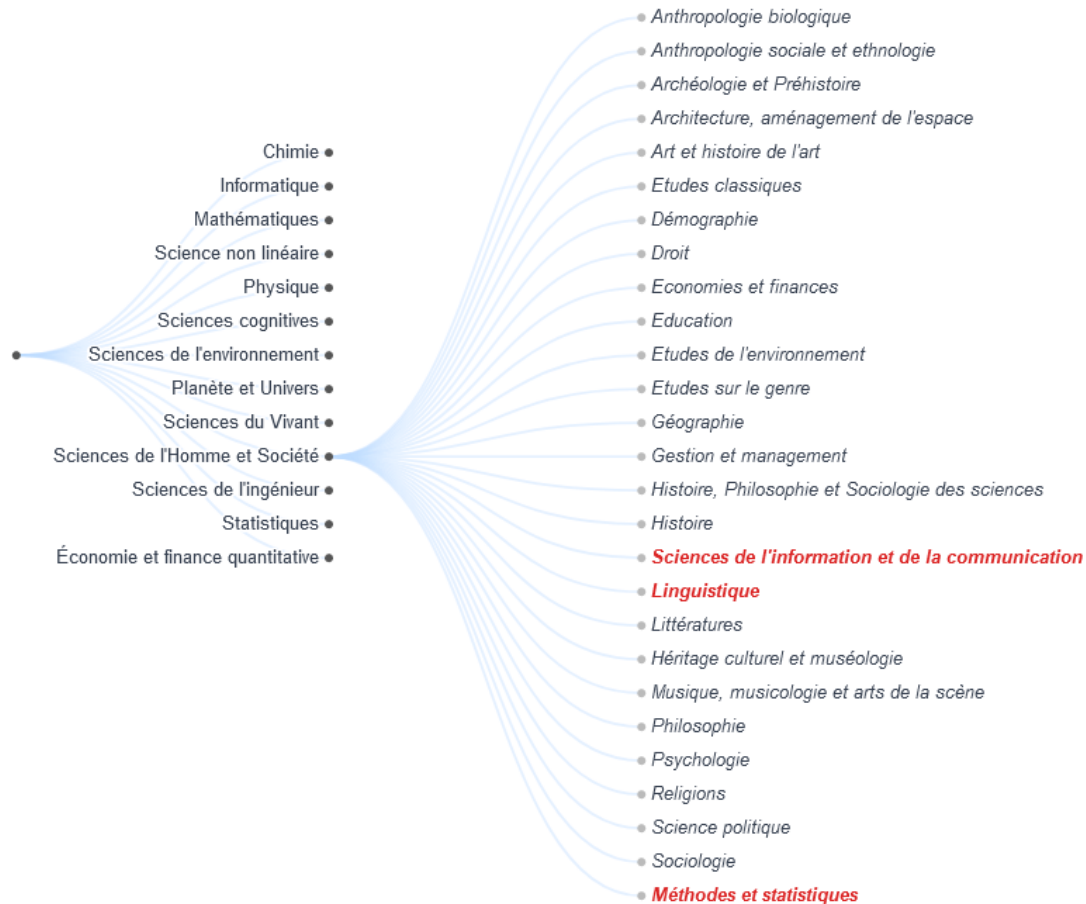 Chimie
Informatique
Mathématiques
Science non linéaire
Physique
Sciences cognitives
Sciences de l'environnement
Planète et Univers
Sciences du Vivant
Sciences de l'Homme et Société
Sciences de l'ingénieur
Statistiques
Économie et finance quantitative
Anthropologie biologique
Anthropologie sociale et ethnologie
Archéologie et Préhistoire
Architecture, aménagement de l'espace
Art et histoire de l'art
Etudes classiques
Démographie
Droit
Economies et finances
Education
Etudes de l'environnement
Etudes sur le genre
Géographie
Gestion et management
Histoire, Philosophie et Sociologie des sciences
Histoire
Sciences de l'information et de la communication
Linguistique
Littératures
Héritage culturel et muséologie
Musique, musicologie et arts de la scène
Philosophie
Psychologie
Religions
Science politique
Sociologie
Méthodes et statistiques